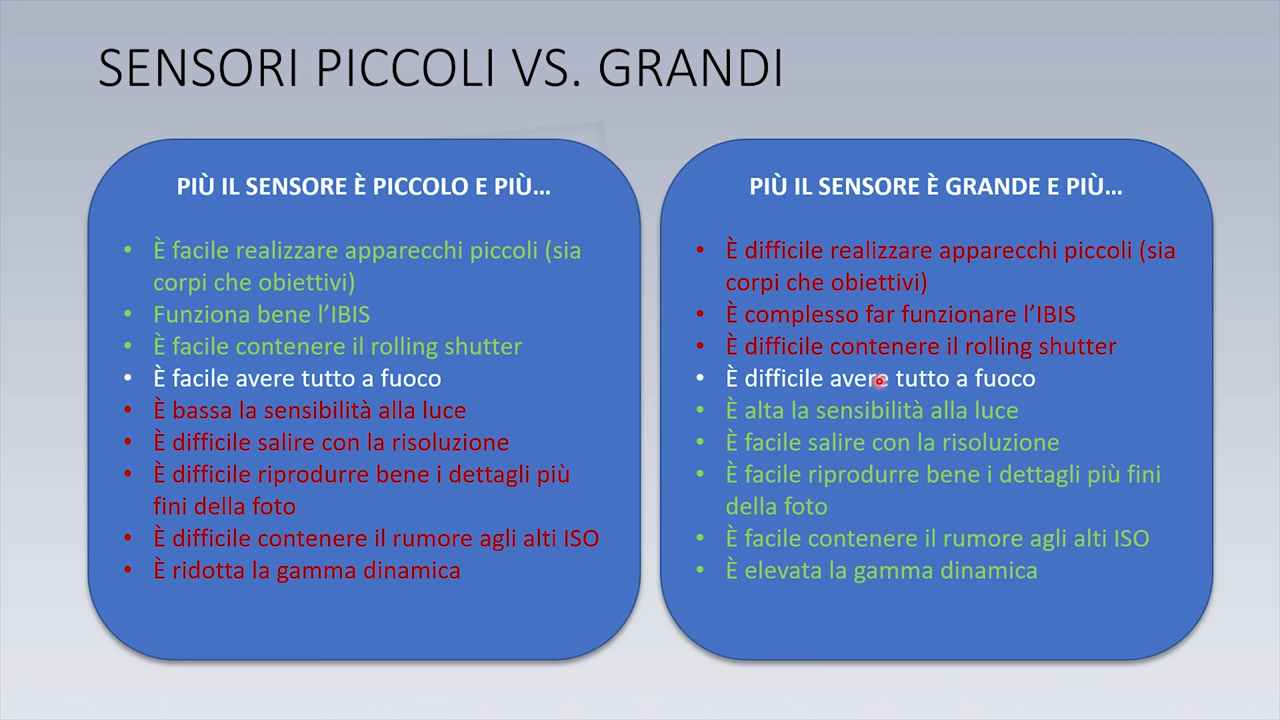 SENSORI PICCOLI VS. GRANDI
PIÙ IL SENSORE È PICCOLO E PIÙ...
• È facile realizzare apparecchi piccoli (sia
corpi che obiettivi)
• Funziona bene l'IBIS
• È facile contenere il rolling shutter
• È facile avere tutto a fuoco
• È bassa la sensibilità alla luce
• È difficile salire con la risoluzione
• È difficile riprodurre bene i dettagli più
fini della foto
• È difficile contenere il rumore agli alti ISO
• È ridotta la gamma dinamica
PIÙ IL SENSORE È GRANDE E PIÙ...
• È difficile realizzare apparecchi piccoli (sia
corpi che obiettivi)
• È complesso far funzionare l'IBIS
• È difficile contenere il rolling shutter
• È difficile avere tutto a fuoco
• È alta la sensibilità alla luce
• È facile salire con la risoluzione
• È facile riprodurre bene i dettagli più fini
della foto
• È facile contenere il rumore agli alti ISO
• È elevata la gamma dinamica